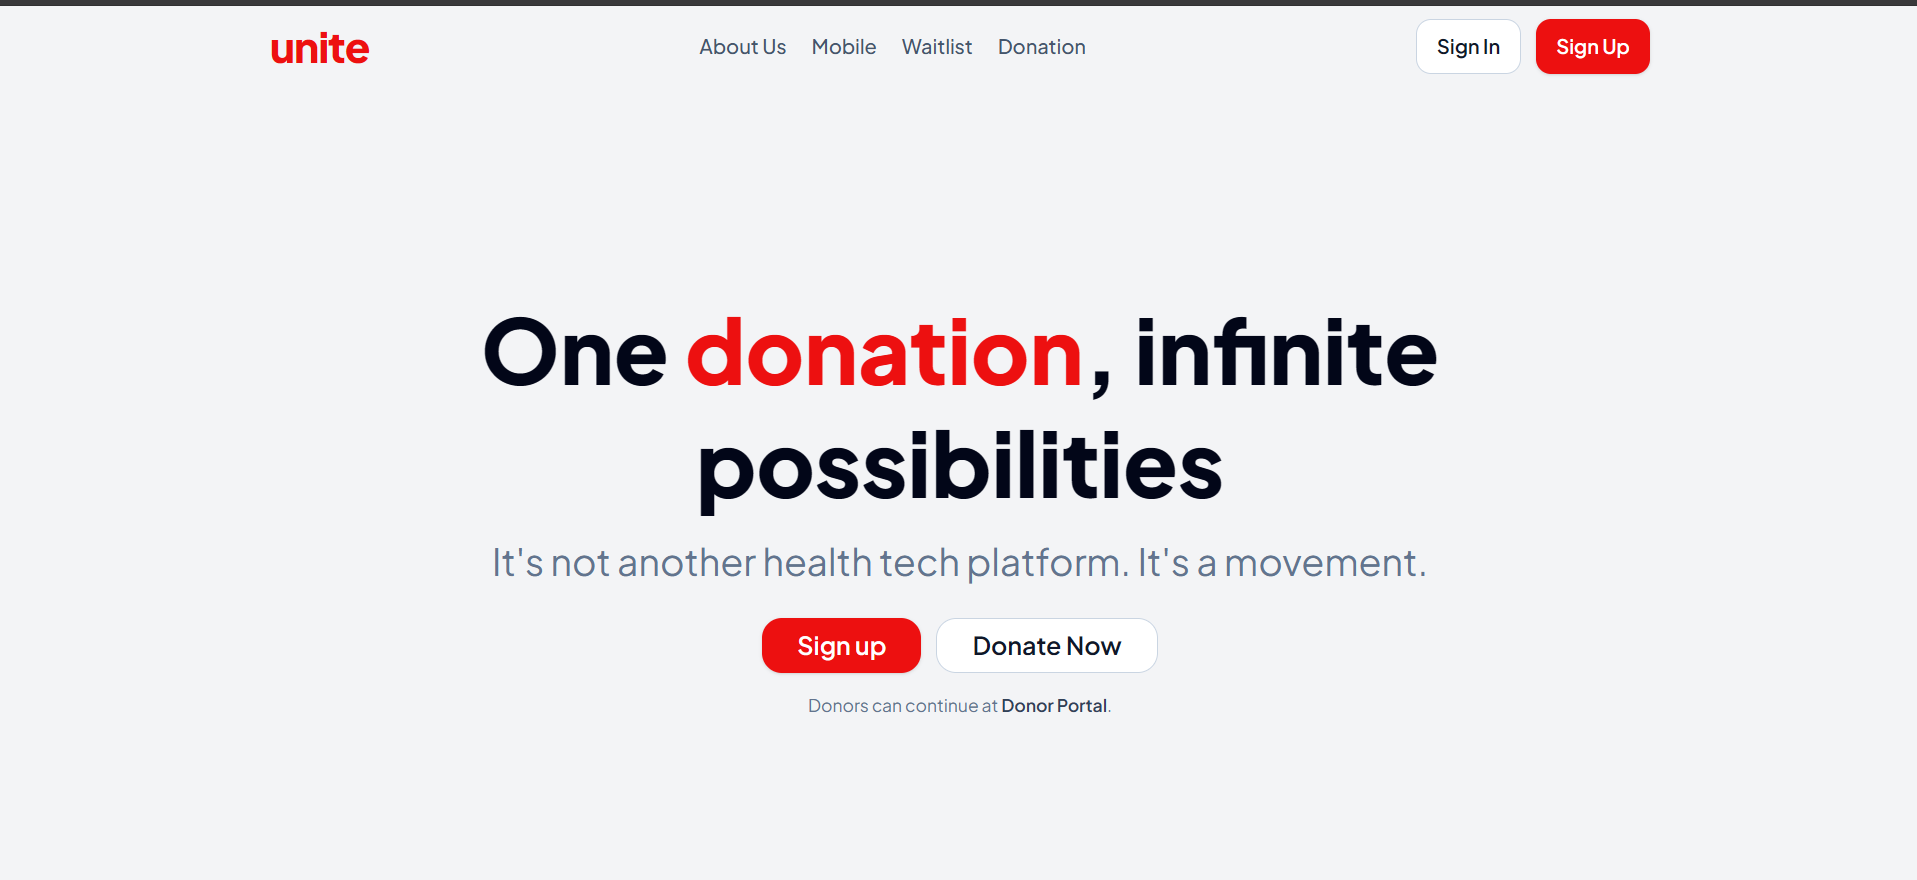 unite
About Us Mobile Waitlist Donation
Sign In Sign Up
One donation, infinite
possibilities
It's not another health tech platform. It's a movement.
Sign up Donate Now
Donors can continue at Donor Portal.